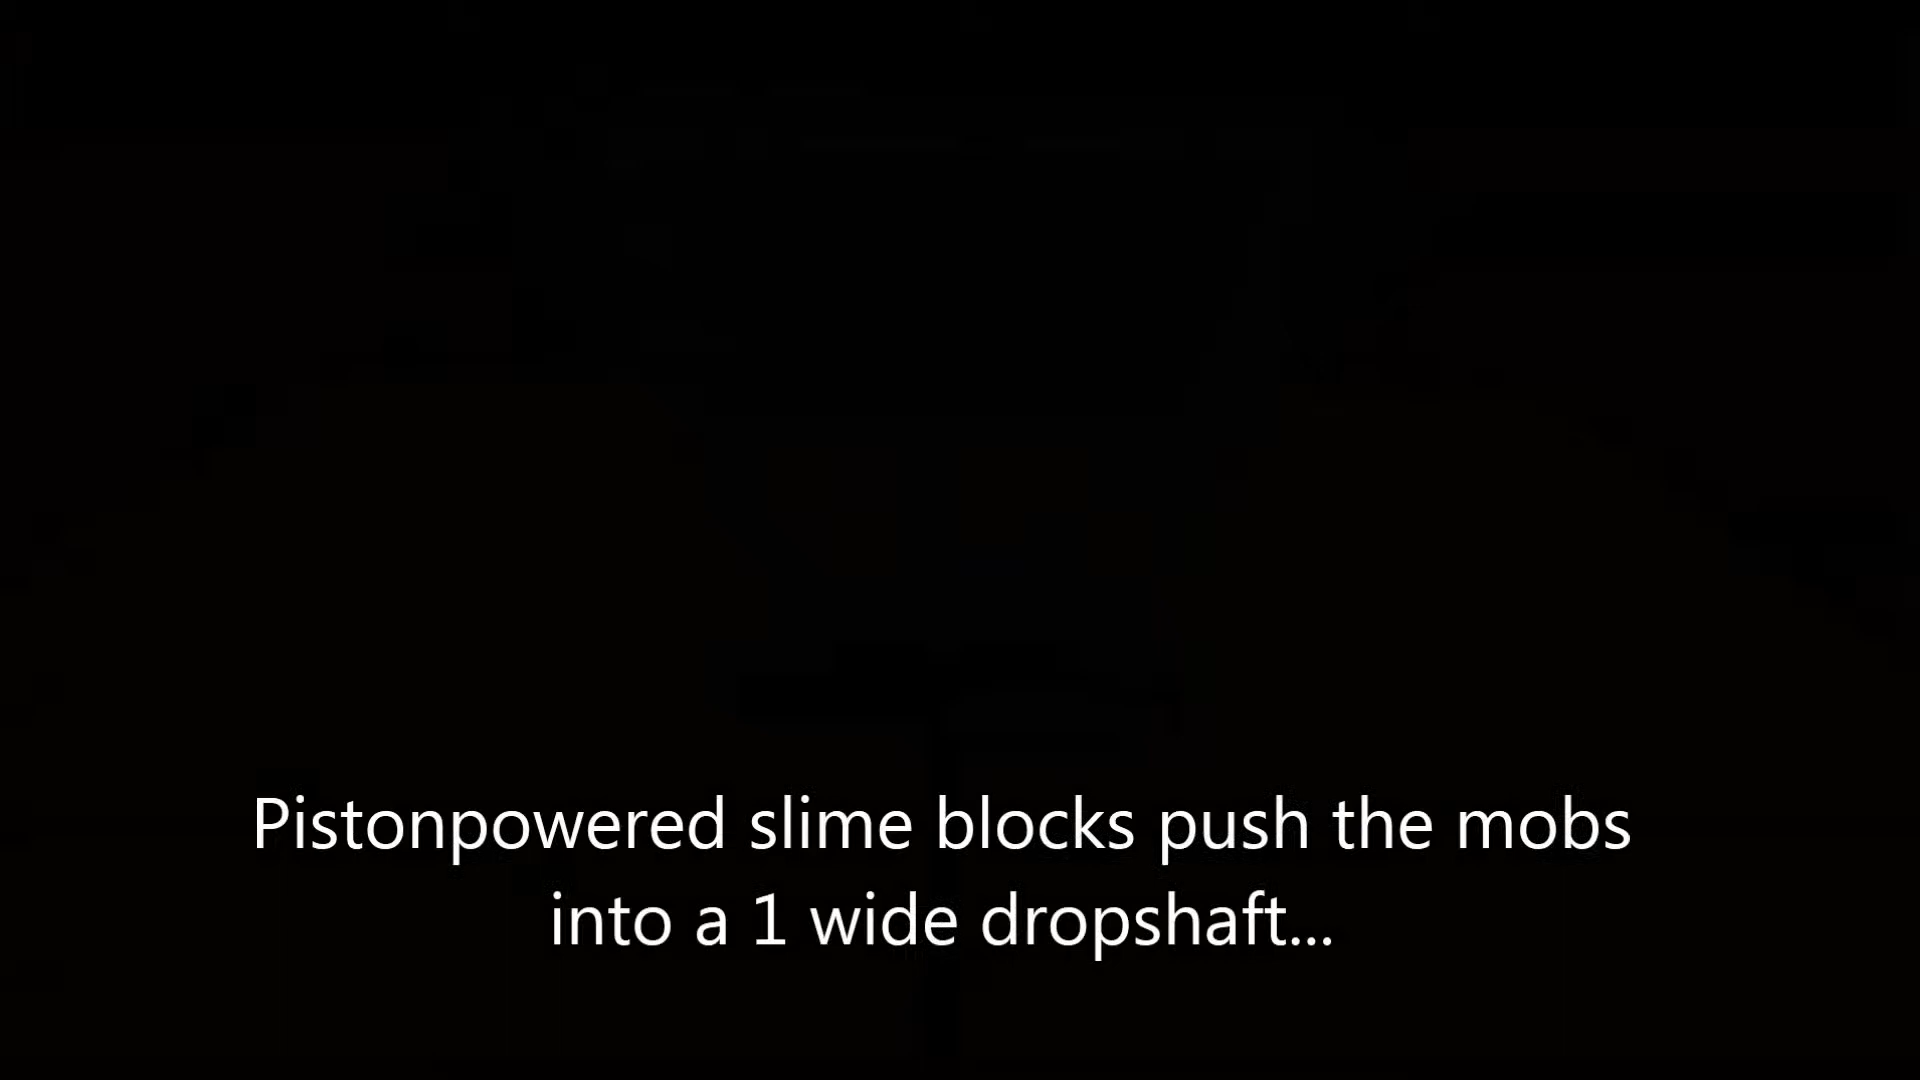 Pistonpowered slime blocks push the mobs
into a 1 wide dropshaft...